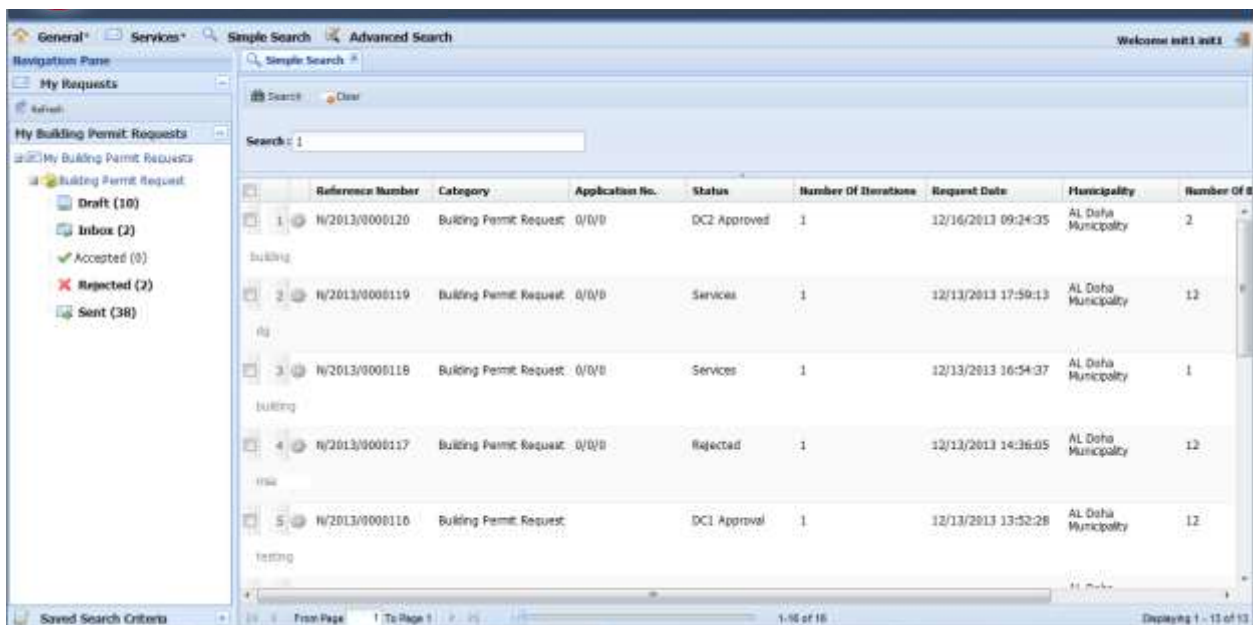 General Services Simple Search Advanced Search Welcome init1 init1
Navigation Pane
Simple Search
My Requests
Search Clear
Refresh
My Building Permit Requests
Search : 1
My Building Permit Requests
Building Permit Request
Draft (10)
Inbox (2)
Accepted (0)
Rejected (2)
Sent (38)
Reference Number Category Application No. Status Number Of Iterations Request Date Municipality Number Of B
1 N/2013/0000120 Building Permit Request 0/0/0 DC2 Approved 1 12/16/2013 09:24:35 AL Doha Municipality 2
building
2 N/2013/0000119 Building Permit Request 0/0/0 Services 1 12/13/2013 17:59:13 AL Doha Municipality 12
3 N/2013/0000118 Building Permit Request 0/0/0 Services 1 12/13/2013 16:54:37 AL Doha Municipality 1
building
4 N/2013/0000117 Building Permit Request 0/0/0 Rejected 1 12/13/2013 14:36:05 AL Doha Municipality 12
5 N/2013/0000116 Building Permit Request DC1 Approval 1 12/13/2013 13:52:28 AL Doha Municipality 12
testing
Saved Search Criteria
From Page 1 To Page 1
Displaying 1 - 13 of 13